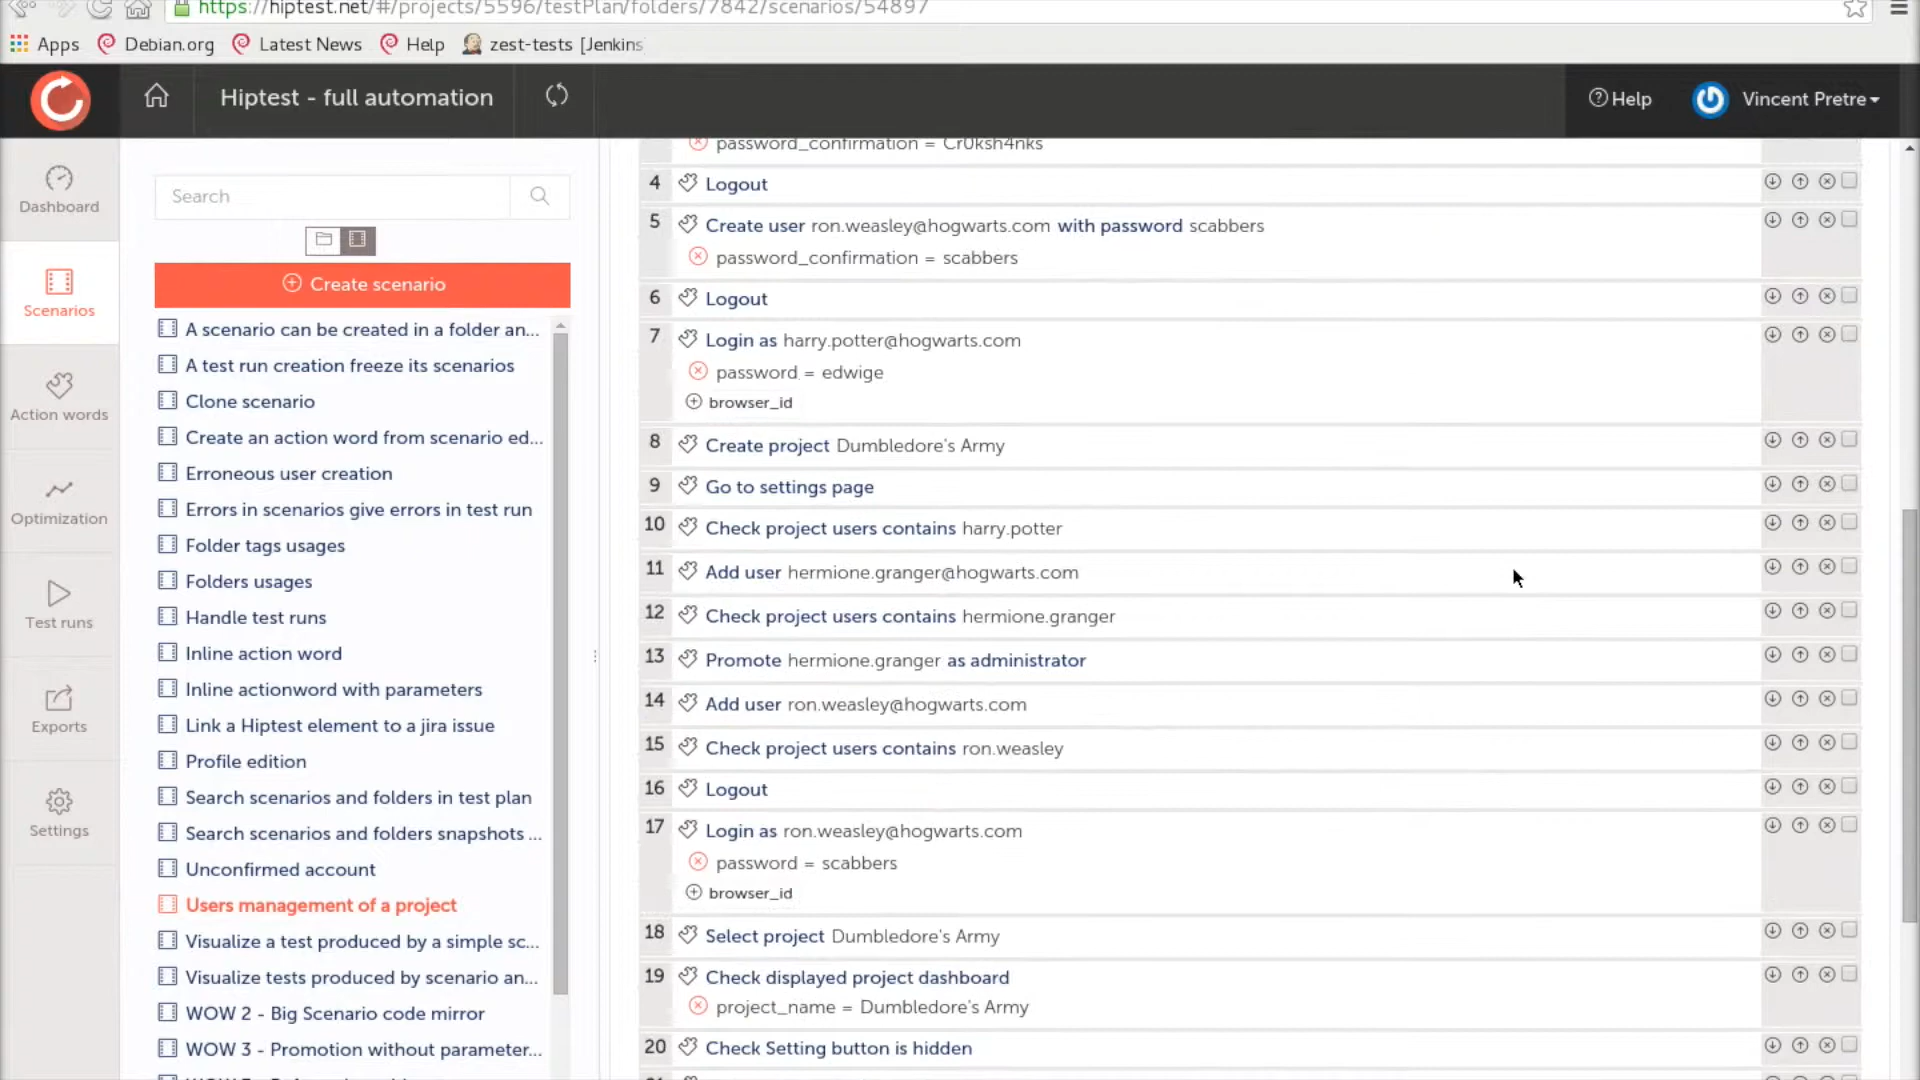 https://hiptest.net/#/projects/5596/testPlan/folders/7842/scenarios/54897
Apps Debian.org Latest News Help zest-tests [Jenkins
Hiptest - full automation
Help Vincent Pretre
Dashboard
Scenarios
Action words
Optimization
Test runs
Exports
Settings
Search
Create scenario
A scenario can be created in a folder an...
A test run creation freeze its scenarios
Clone scenario
Create an action word from scenario ed...
Erroneous user creation
Errors in scenarios give errors in test run
Folder tags usages
Folders usages
Handle test runs
Inline action word
Inline actionword with parameters
Link a Hiptest element to a jira issue
Profile edition
Search scenarios and folders in test plan
Search scenarios and folders snapshots ...
Unconfirmed account
Users management of a project
Visualize a test produced by a simple sc...
Visualize tests produced by scenario an...
WOW 2 - Big Scenario code mirror
WOW 3 - Promotion without parameter...
password_confirmation = Cr0ksh4nks
4 Logout
5 Create user ron.weasley@hogwarts.com with password scabbers
password_confirmation = scabbers
6 Logout
7 Login as harry.potter@hogwarts.com
password = edwige
browser_id
8 Create project Dumbledore's Army
9 Go to settings page
10 Check project users contains harry.potter
11 Add user hermione.granger@hogwarts.com
12 Check project users contains hermione.granger
13 Promote hermione.granger as administrator
14 Add user ron.weasley@hogwarts.com
15 Check project users contains ron.weasley
16 Logout
17 Login as ron.weasley@hogwarts.com
password = scabbers
browser_id
18 Select project Dumbledore's Army
19 Check displayed project dashboard
project_name = Dumbledore's Army
20 Check Setting button is hidden